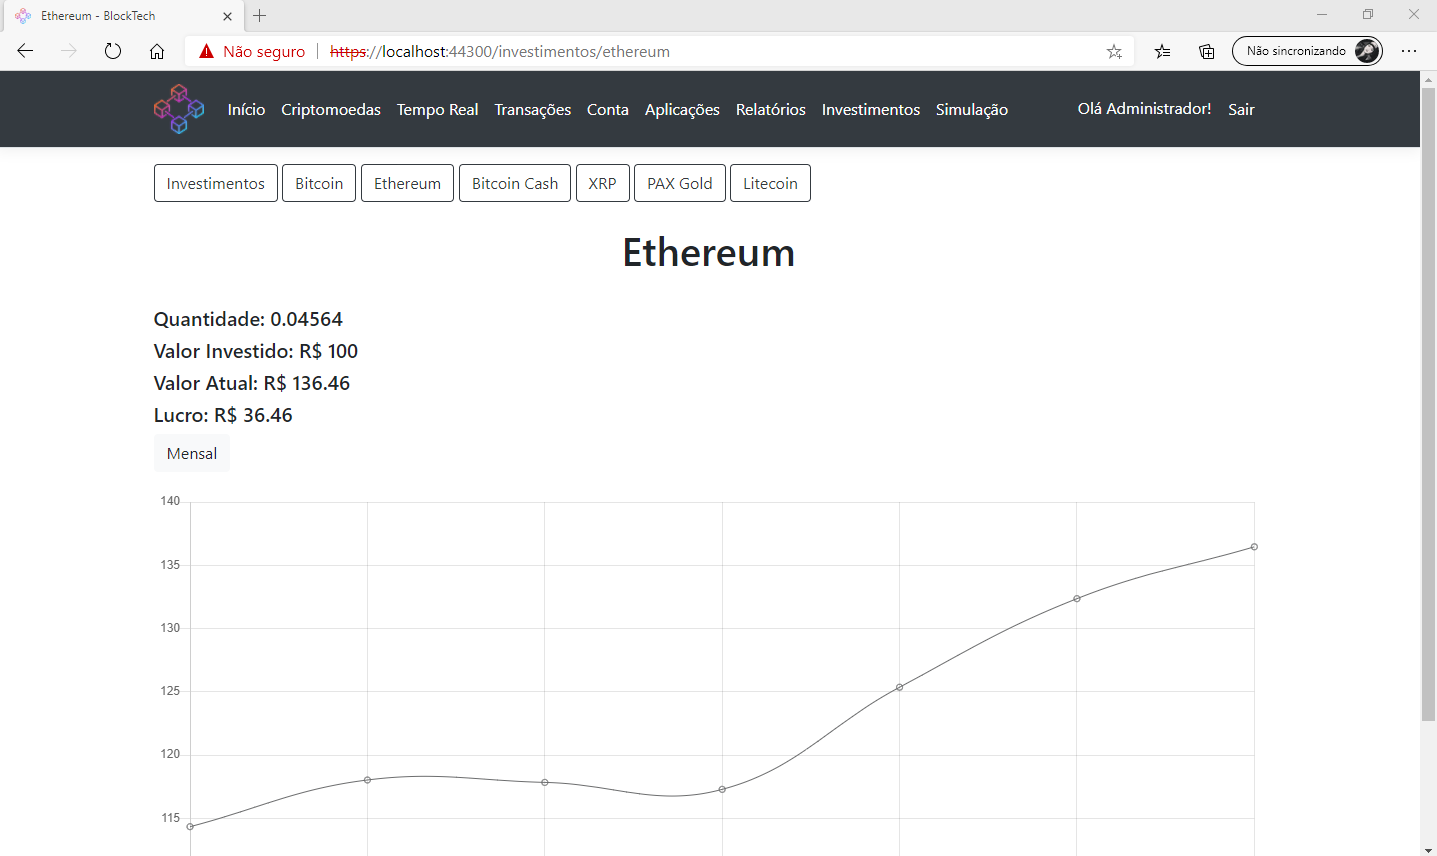 Ethereum - BlockTech
Não seguro https://localhost:44300/investimentos/ethereum Não sincronizando
Início Criptomoedas Tempo Real Transações Conta Aplicações Relatórios Investimentos Simulação Olá Administrador! Sair
Investimentos Bitcoin Ethereum Bitcoin Cash XRP PAX Gold Litecoin
Ethereum
Quantidade: 0.04564
Valor Investido: R$ 100
Valor Atual: R$ 136.46
Lucro: R$ 36.46
Mensal
140
135
130
125
120
115